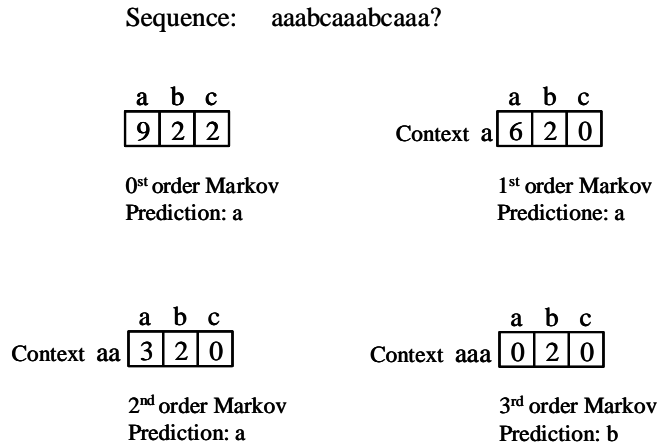 Sequence: aaabcaaabcaaa?
a b c
9 2 2
0st order Markov
Prediction: a
a b c
Context a 6 2 0
1st order Markov
Predictione: a
a b c
Context aa 3 2 0
2nd order Markov
Prediction: a
a b c
Context aaa 0 2 0
3rd order Markov
Prediction: b